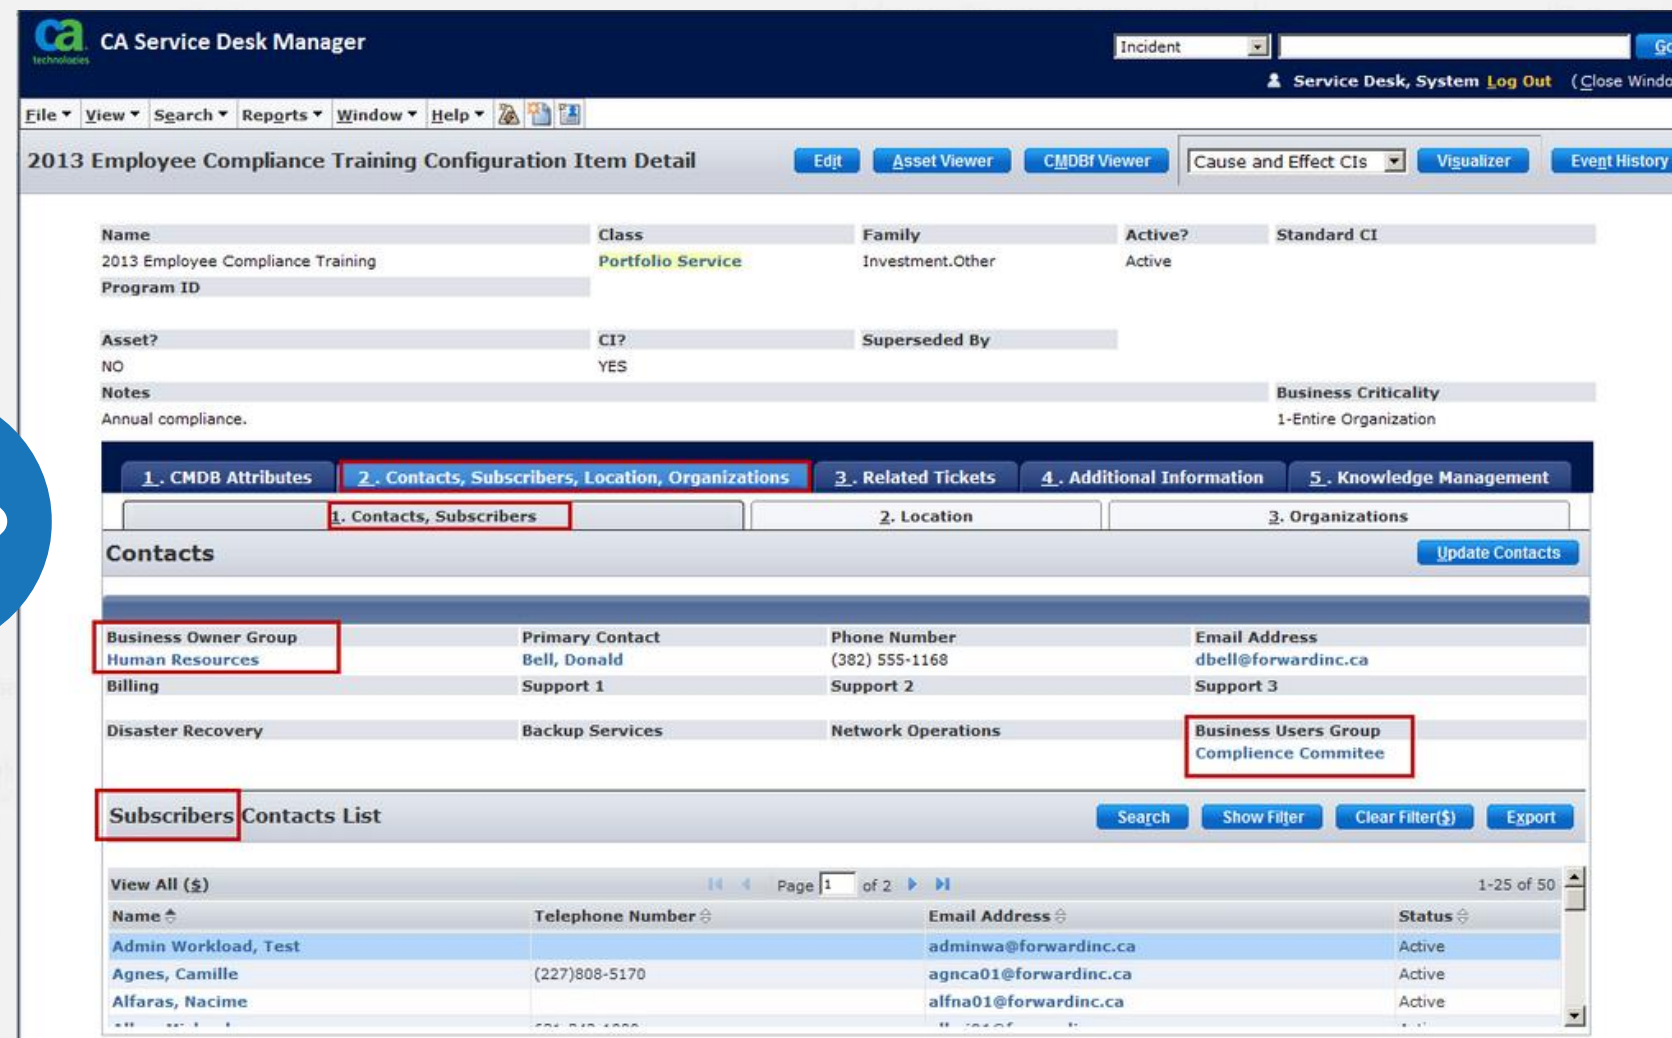 ca technologies CA Service Desk Manager Incident
Service Desk, System Log Out (Close
File View Search Reports Window Help
2013 Employee Compliance Training Configuration Item Detail Edit Asset Viewer CMDBf Viewer Cause and Effect CIs Visualizer Event History
Name Class Family Active? Standard CI
2013 Employee Compliance Training Portfolio Service Investment.Other Active
Program ID
Asset? CI? Superseded By
NO YES
Notes Business Criticality
Annual compliance. 1-Entire Organization
1. CMDB Attributes 2. Contacts, Subscribers, Location, Organizations 3. Related Tickets 4. Additional Information 5. Knowledge Management
1. Contacts, Subscribers 2. Location 3. Organizations
Contacts Update Contacts
Business Owner Group Primary Contact Phone Number Email Address
Human Resources Bell, Donald (382) 555-1168 dbell@forwardinc.ca
Billing Support 1 Support 2 Support 3
Disaster Recovery Backup Services Network Operations Business Users Group
Complience Commitee
Subscribers Contacts List Search Show Filter Clear Filter($) Export
View All ($) Page 1 of 2 1-25 of 50
Name Telephone Number Email Address Status
Admin Workload, Test adminwa@forwardinc.ca Active
Agnes, Camille (227)808-5170 agnca01@forwardinc.ca Active
Alfaras, Nacime alfna01@forwardinc.ca Active